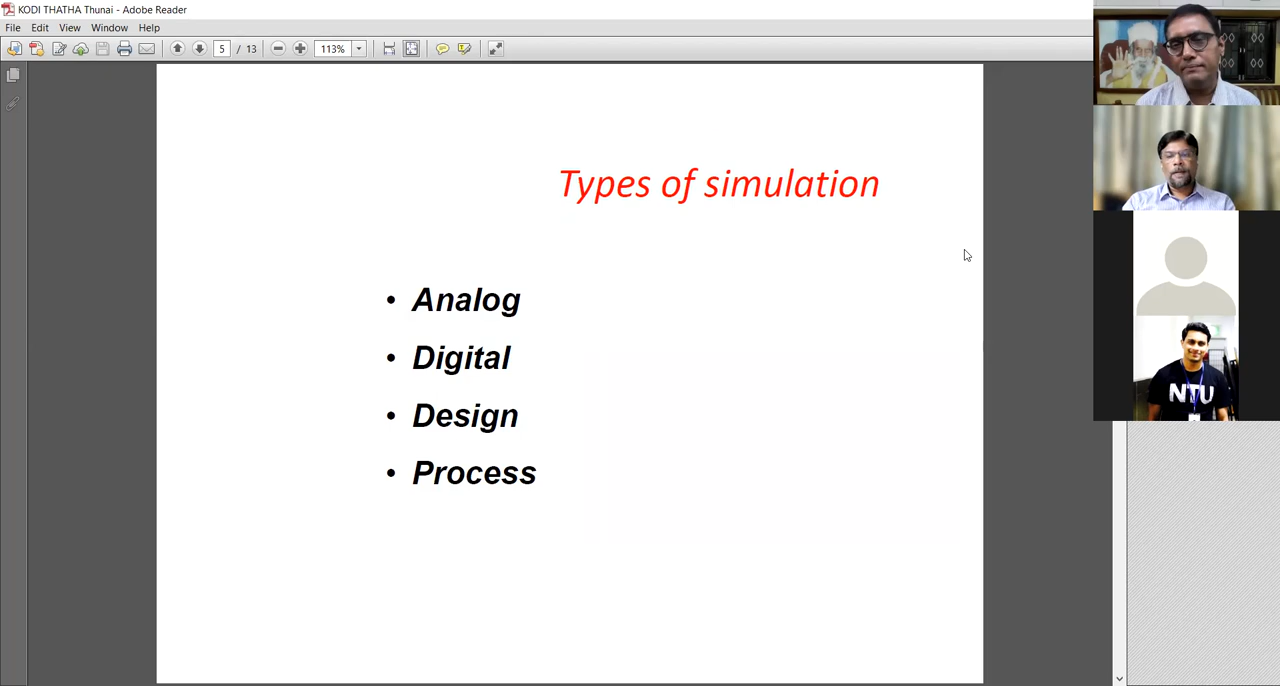 KODI THATHA Thunai - Adobe Reader
File Edit View Window Help
5 / 13 113%
Types of simulation
• Analog
• Digital
• Design
• Process
NTU